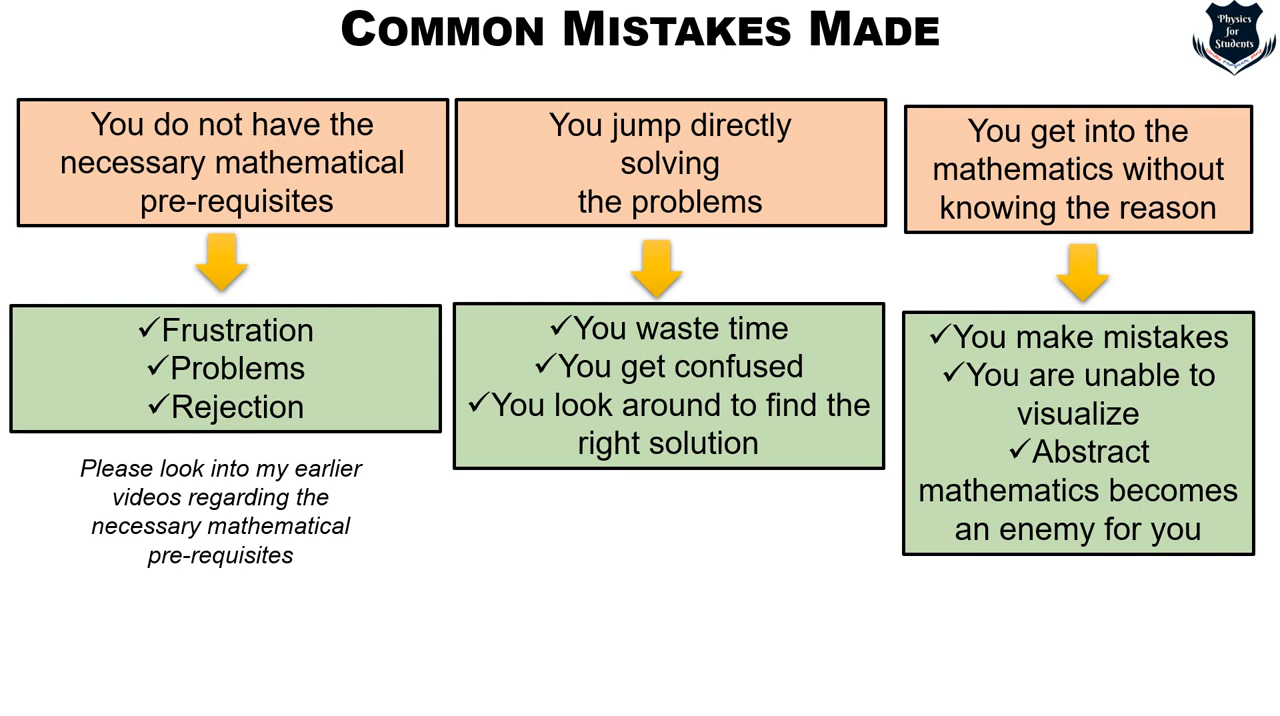 COMMON MISTAKES MADE
Physics
for
Students
You do not have the
necessary mathematical
pre-requisites
You jump directly
solving
the problems
You get into the
mathematics without
knowing the reason
✓Frustration
✓Problems
✓Rejection
✓You waste time
✓You get confused
✓You look around to find the
right solution
✓You make mistakes
✓You are unable to
visualize
✓Abstract
mathematics becomes
an enemy for you
Please look into my earlier
videos regarding the
necessary mathematical
pre-requisites